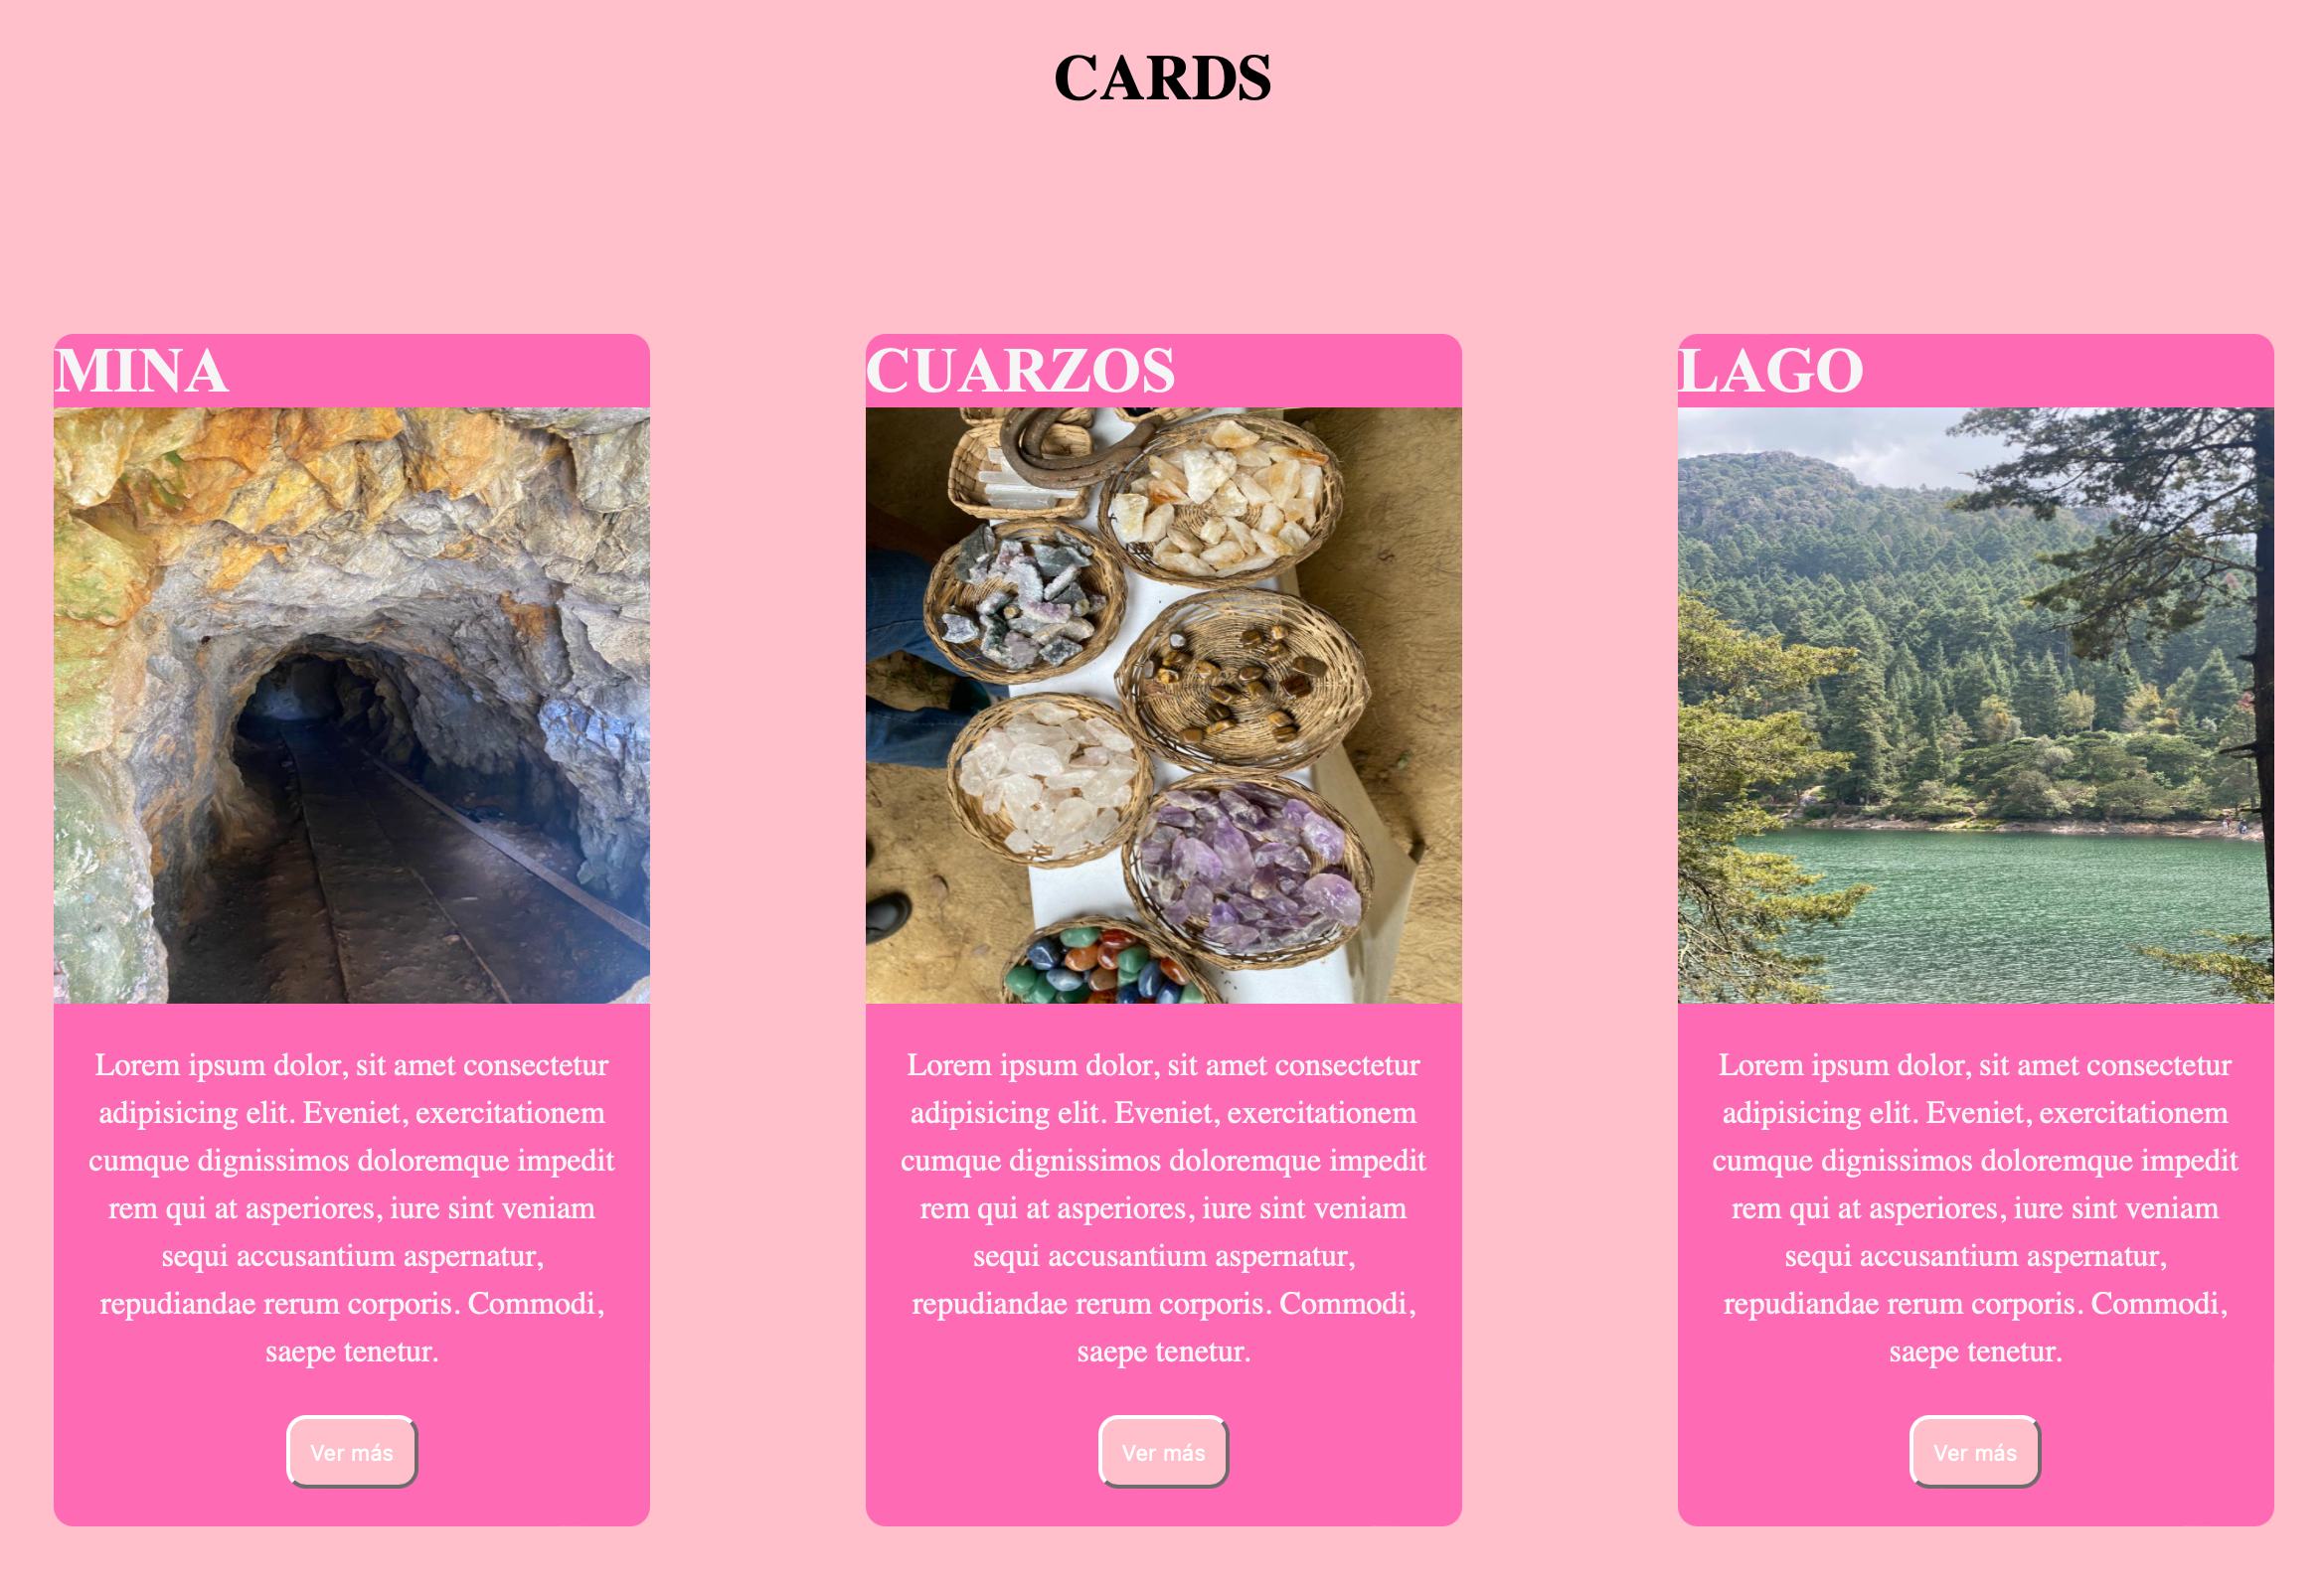 CARDS
MINA
Lorem ipsum dolor, sit amet consectetur
adipisicing elit. Eveniet, exercitationem
cumque dignissimos doloremque impedit
rem qui at asperiores, iure sint veniam
sequi accusantium aspernatur,
repudiandae rerum corporis. Commodi,
saepe tenetur.
Ver más
CUARZOS
Lorem ipsum dolor, sit amet consectetur
adipisicing elit. Eveniet, exercitationem
cumque dignissimos doloremque impedit
rem qui at asperiores, iure sint veniam
sequi accusantium aspernatur,
repudiandae rerum corporis. Commodi,
saepe tenetur.
Ver más
LAGO
Lorem ipsum dolor, sit amet consectetur
adipisicing elit. Eveniet, exercitationem
cumque dignissimos doloremque impedit
rem qui at asperiores, iure sint veniam
sequi accusantium aspernatur,
repudiandae rerum corporis. Commodi,
saepe tenetur.
Ver más